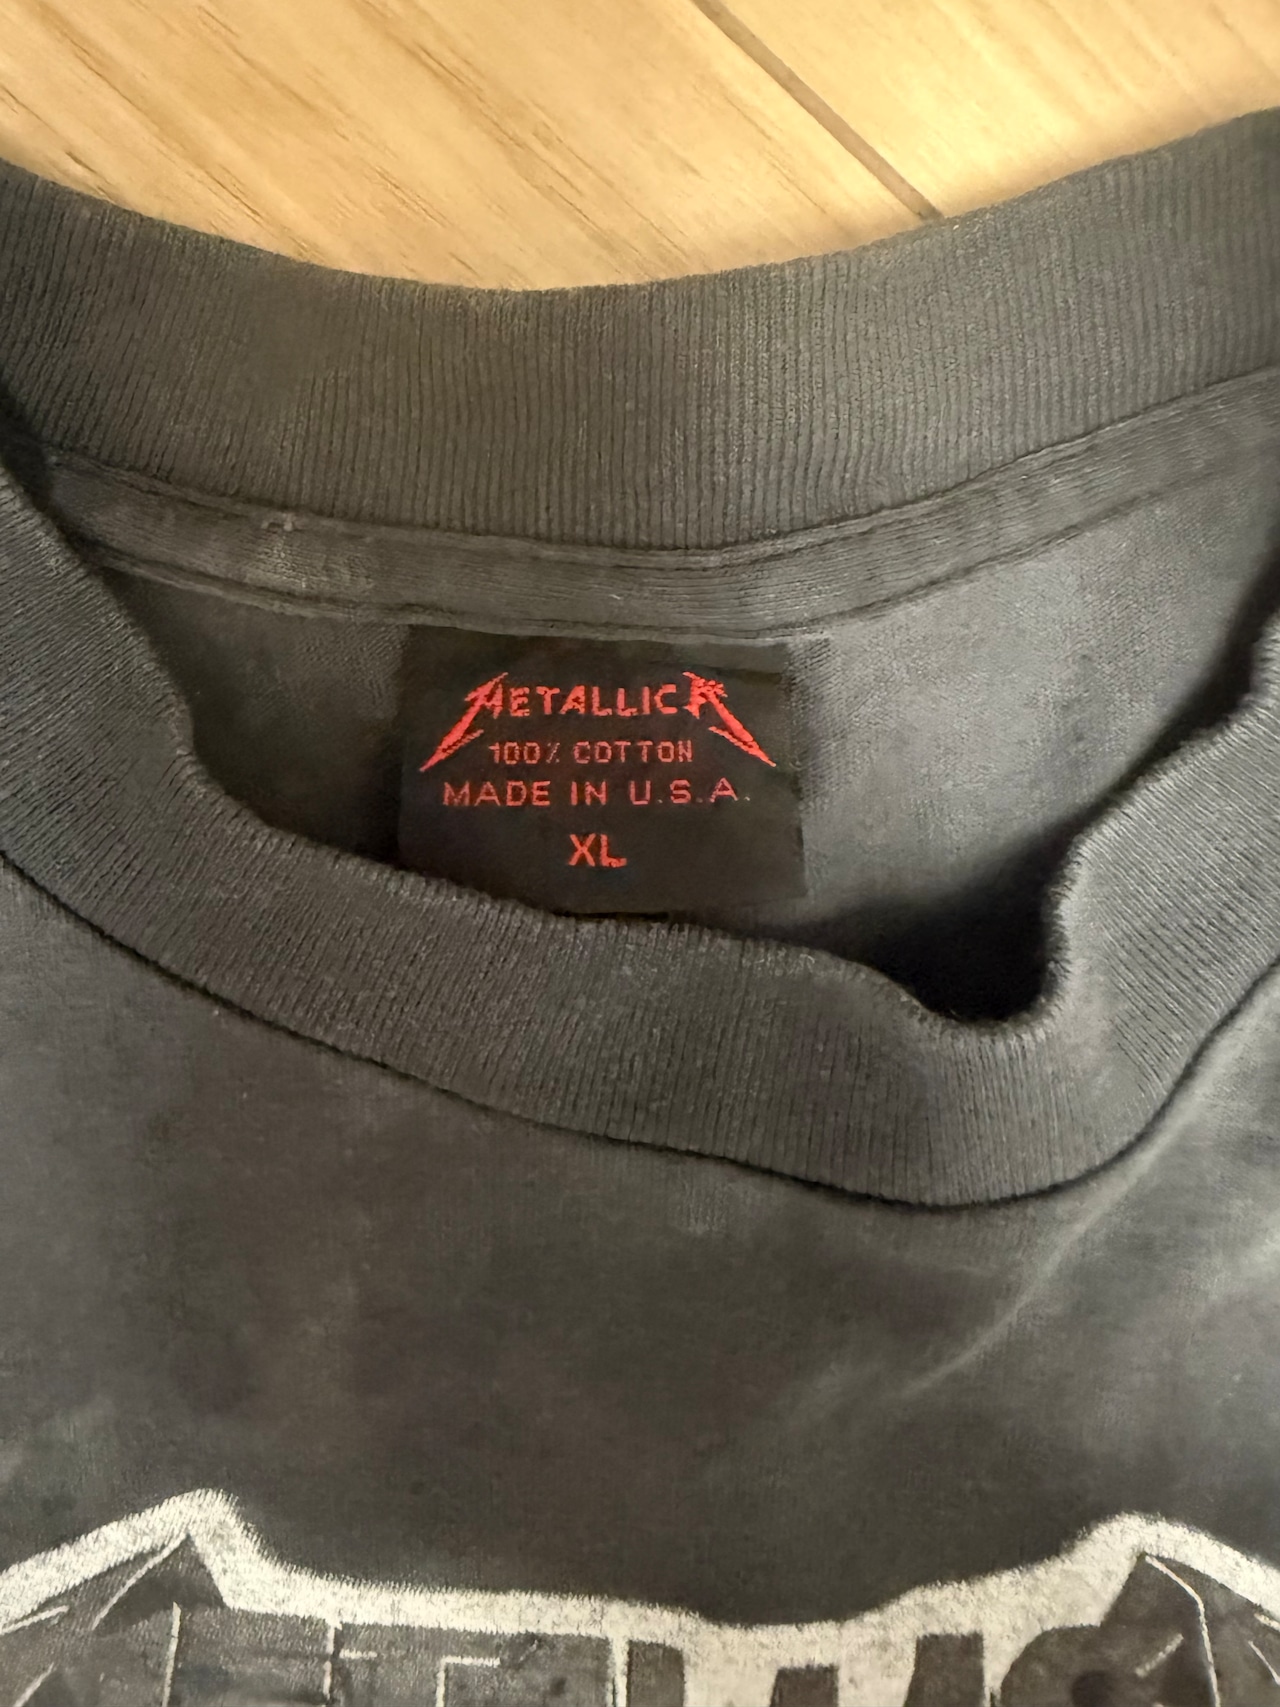 METALLICA
100% COTTON
MADE IN U.S.A.
XL